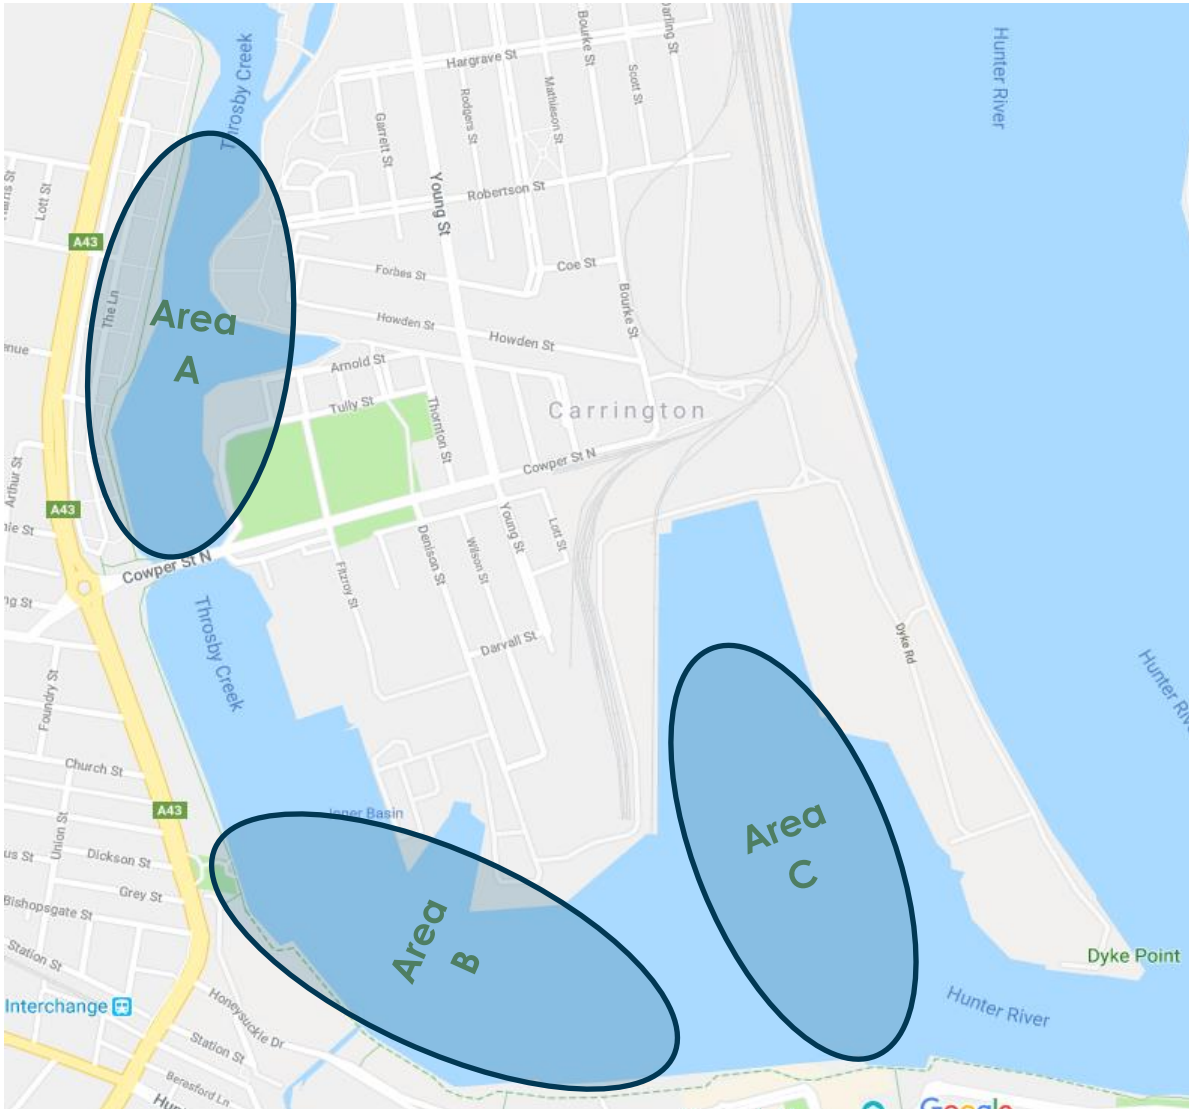 Throsby Creek
Hargrave St
Bourke St
Darling St
Hunter River
Rodgers St
Mathieson St
Scott St
Garrett St
Lott St
Young St
Robertson St
A43
Forbes St
Coe St
Bourke St
The Ln
Area
A
Howden St
Howden St
Arnold St
Tully St
Thornton St
Carrington
Cowper St N
Arthur St
A43
Young St
Lott St
Denison St
Wilson St
Fitzroy St
Cowper St N
Throsby Creek
Darvall St
Dyke Rd
Hunter Riv
Foundry St
Church St
A43
Inner Basin
Union St
Dickson St
Grey St
Bishopsgate St
Station St
Area
B
Area
C
Dyke Point
Interchange
Honeysuckle Dr
Hunter River
Station St
Beresford Ln
Google